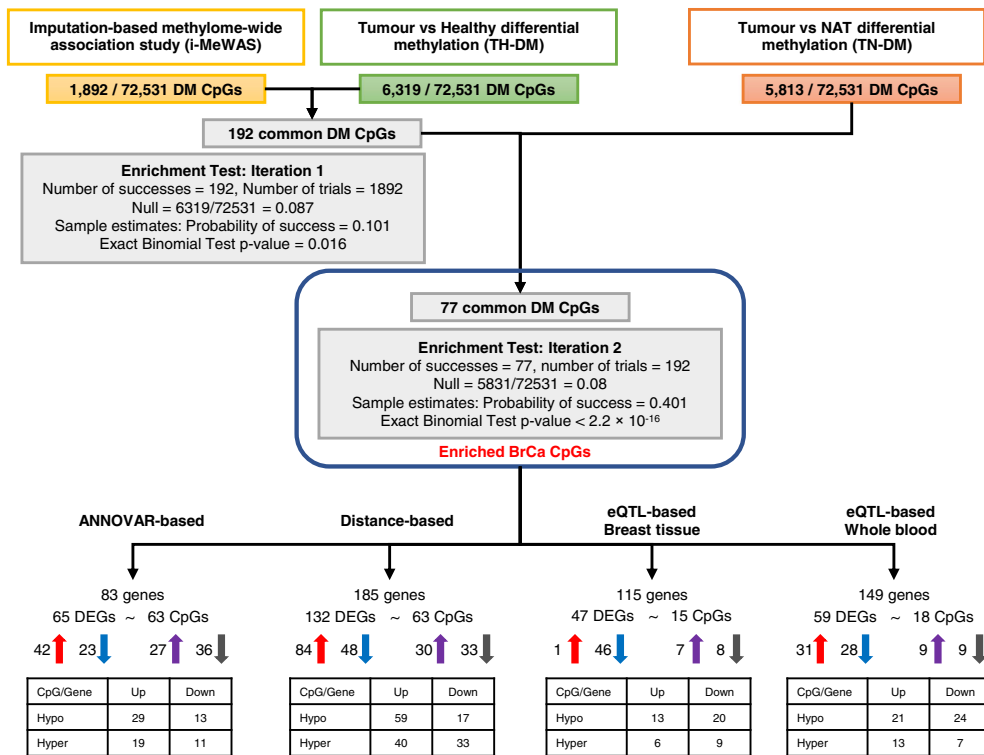 Imputation-based methylome-wide
association study (i-MeWAS)
Tumour vs Healthy differential
methylation (TH-DM)
Tumour vs NAT differential
methylation (TN-DM)
1,892 / 72,531 DM CpGs
6,319 / 72,531 DM CpGs
5,813 / 72,531 DM CpGs
192 common DM CpGs
Enrichment Test: Iteration 1
Number of successes = 192, Number of trials = 1892
Null = 6319/72531 = 0.087
Sample estimates: Probability of success = 0.101
Exact Binomial Test p-value = 0.016
77 common DM CpGs
Enrichment Test: Iteration 2
Number of successes = 77, number of trials = 192
Null = 5831/72531 = 0.08
Sample estimates: Probability of success = 0.401
Exact Binomial Test p-value < 2.2 × 10⁻¹⁶
Enriched BrCa CpGs
ANNOVAR-based
Distance-based
eQTL-based
Breast tissue
eQTL-based
Whole blood
83 genes
65 DEGs ~ 63 CpGs
42 23 27 36
CpG/Gene Up Down
Hypo 29 13
Hyper 19 11
185 genes
132 DEGs ~ 63 CpGs
84 48 30 33
CpG/Gene Up Down
Hypo 59 17
Hyper 40 33
115 genes
47 DEGs ~ 15 CpGs
1 46 7 8
CpG/Gene Up Down
Hypo 13 20
Hyper 6 9
149 genes
59 DEGs ~ 18 CpGs
31 28 9 9
CpG/Gene Up Down
Hypo 21 24
Hyper 13 7